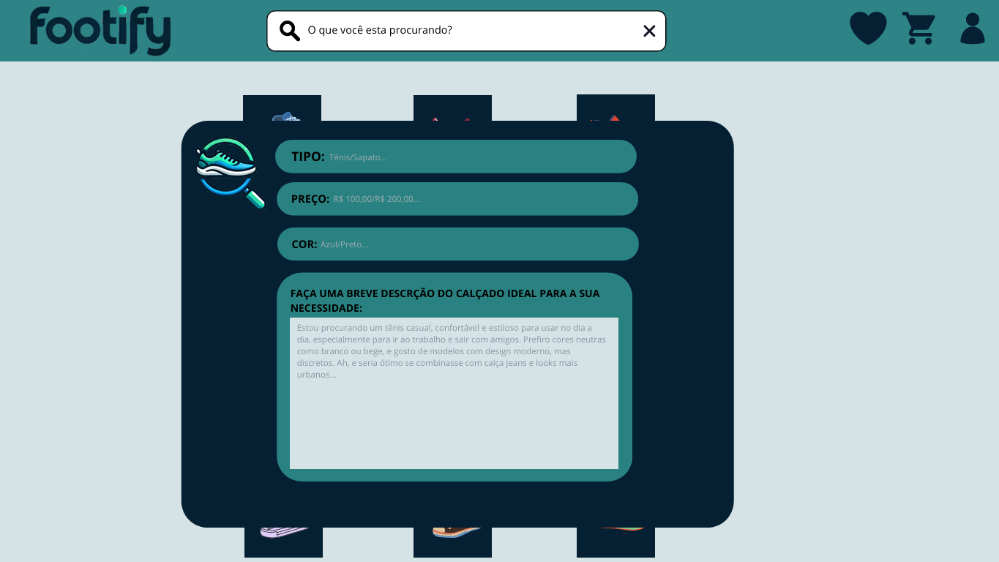 footify
O que você esta procurando?
TIPO: Tênis/Sapato...
PREÇO: R$ 100,00/R$ 200,00...
COR: Azul/Preto...
FAÇA UMA BREVE DESCRÇÃO DO CALÇADO IDEAL PARA A SUA
NECESSIDADE:
Estou procurando um tênis casual, confortável e estiloso para usar no dia a
dia, especialmente para ir ao trabalho e sair com amigos. Prefiro cores neutras
como branco ou bege, e gosto de modelos com design moderno, mas
discretos. Ah, e seria ótimo se combinasse com calça jeans e looks mais
urbanos...